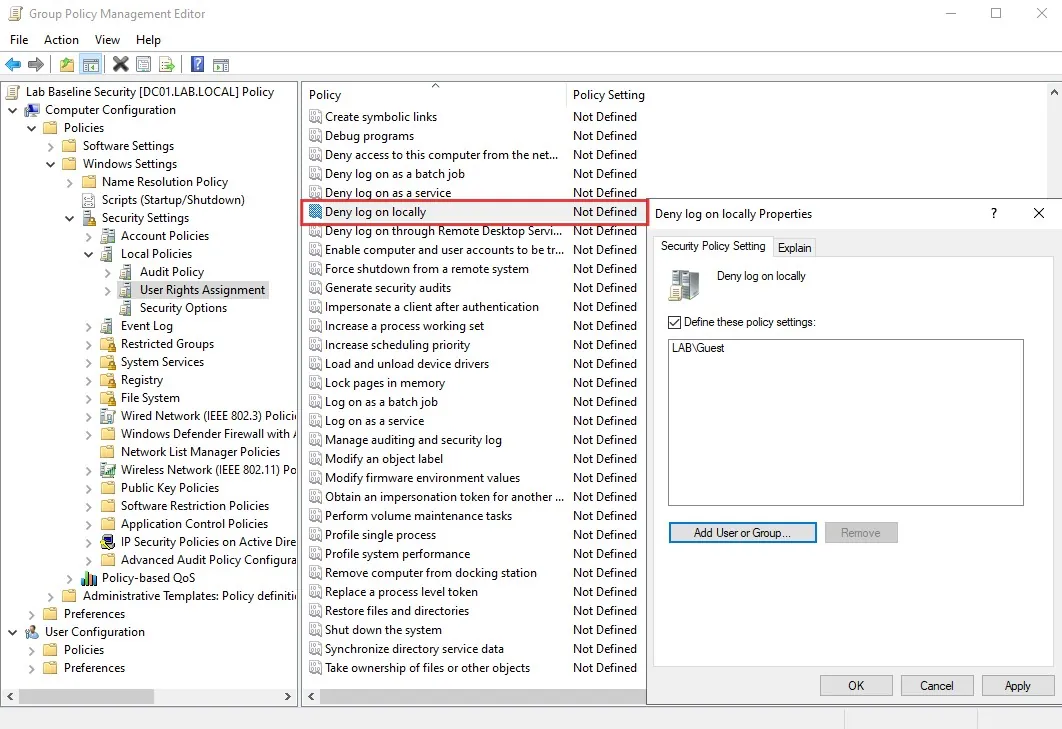 Group Policy Management Editor
File Action View Help
Lab Baseline Security [DC01.LAB.LOCAL] Policy
Computer Configuration
Policies
Software Settings
Windows Settings
Name Resolution Policy
Scripts (Startup/Shutdown)
Security Settings
Account Policies
Local Policies
Audit Policy
User Rights Assignment
Security Options
Event Log
Restricted Groups
System Services
Registry
File System
Wired Network (IEEE 802.3) Policie
Windows Defender Firewall with A
Network List Manager Policies
Wireless Network (IEEE 802.11) Po
Public Key Policies
Software Restriction Policies
Application Control Policies
IP Security Policies on Active Dire
Advanced Audit Policy Configura
Policy-based QoS
Administrative Templates: Policy definitio
Preferences
User Configuration
Policies
Preferences
Policy Policy Setting
Create symbolic links Not Defined
Debug programs Not Defined
Deny access to this computer from the net... Not Defined
Deny log on as a batch job Not Defined
Deny log on as a service Not Defined
Deny log on locally Not Defined
Deny log on through Remote Desktop Servi... Not Defined
Enable computer and user accounts to be tr... Not Defined
Force shutdown from a remote system Not Defined
Generate security audits Not Defined
Impersonate a client after authentication Not Defined
Increase a process working set Not Defined
Increase scheduling priority Not Defined
Load and unload device drivers Not Defined
Lock pages in memory Not Defined
Log on as a batch job Not Defined
Log on as a service Not Defined
Manage auditing and security log Not Defined
Modify an object label Not Defined
Modify firmware environment values Not Defined
Obtain an impersonation token for another ... Not Defined
Perform volume maintenance tasks Not Defined
Profile single process Not Defined
Profile system performance Not Defined
Remove computer from docking station Not Defined
Replace a process level token Not Defined
Restore files and directories Not Defined
Shut down the system Not Defined
Synchronize directory service data Not Defined
Take ownership of files or other objects Not Defined
Deny log on locally Properties ?
Security Policy Setting Explain
Deny log on locally
Define these policy settings:
LAB\Guest
Add User or Group... Remove
OK Cancel Apply